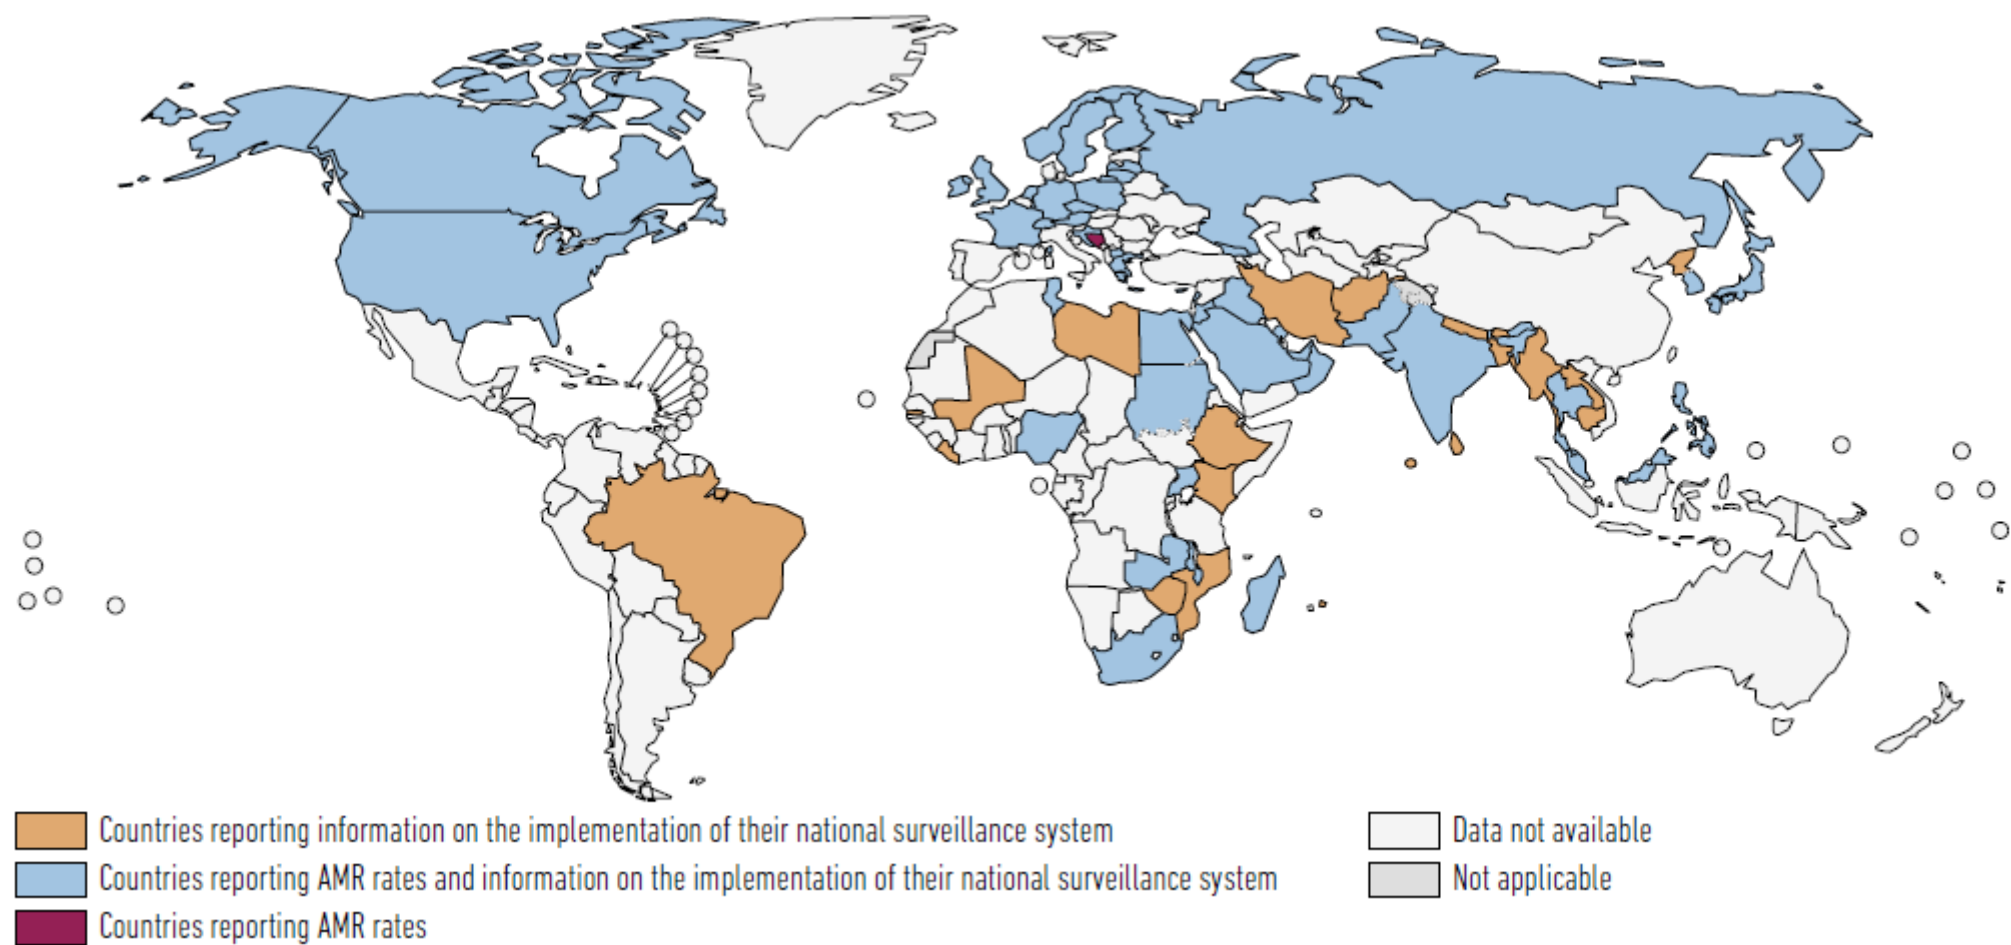 Countries reporting information on the implementation of their national surveillance system
Countries reporting AMR rates and information on the implementation of their national surveillance system
Countries reporting AMR rates
Data not available
Not applicable